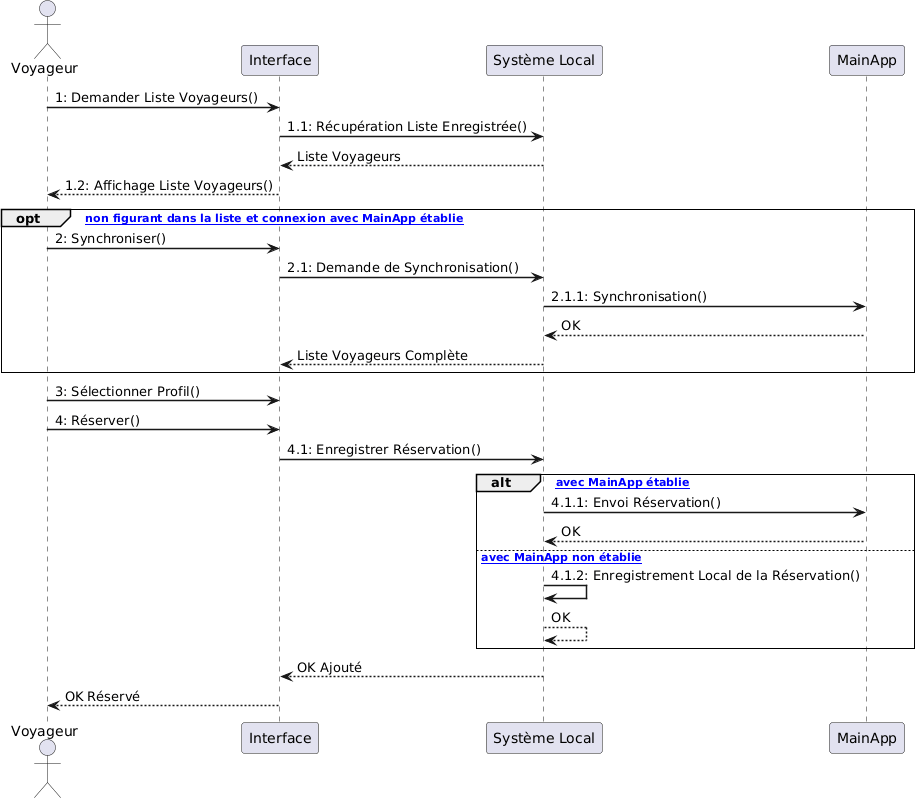 Voyageur
Interface
Système Local
MainApp
1: Demander Liste Voyageurs()
1.1: Récupération Liste Enregistrée()
Liste Voyageurs
1.2: Affichage Liste Voyageurs()
opt
non figurant dans la liste et connexion avec MainApp établie
2: Synchroniser()
2.1: Demande de Synchronisation()
2.1.1: Synchronisation()
OK
Liste Voyageurs Complète
3: Sélectionner Profil()
4: Réserver()
4.1: Enregistrer Réservation()
alt
avec MainApp établie
4.1.1: Envoi Réservation()
OK
avec MainApp non établie
4.1.2: Enregistrement Local de la Réservation()
OK
OK Ajouté
OK Réservé
Voyageur
Interface
Système Local
MainApp